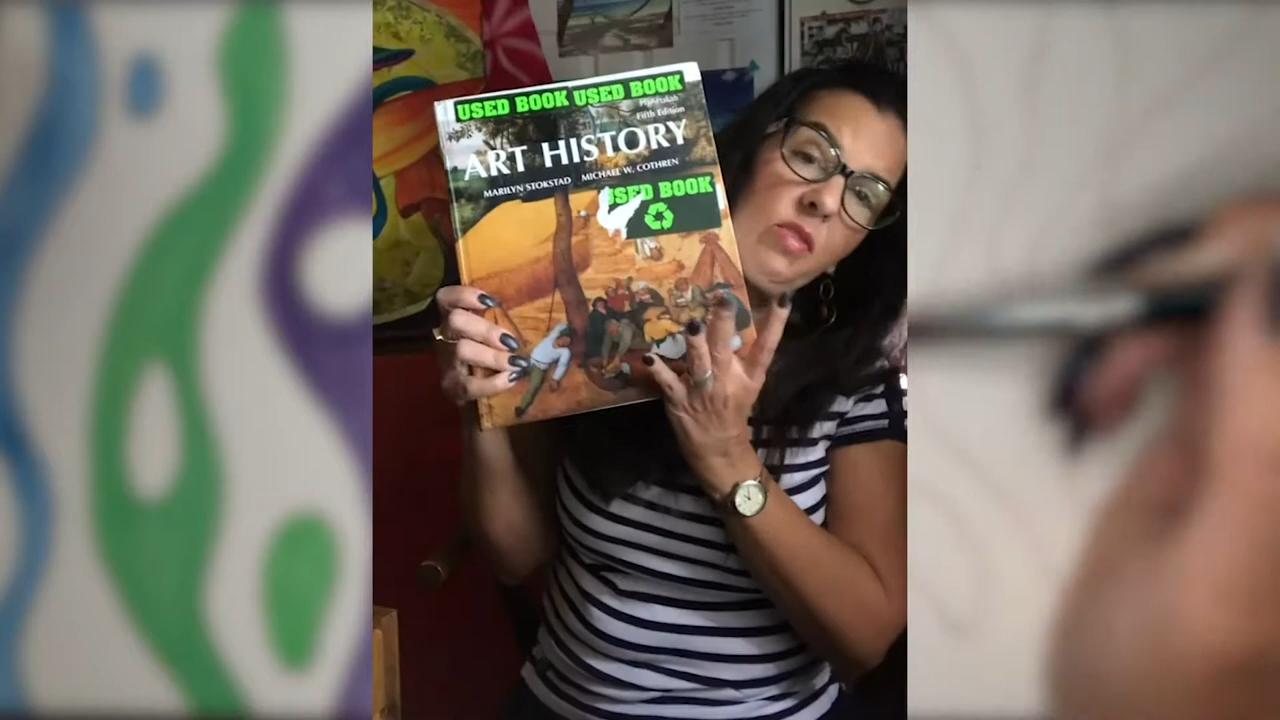 USED BOOK USED BOOK
Fifth Edition
ART HISTORY
MARILYN STOKSTAD MICHAEL W. COTHREN
USED BOOK